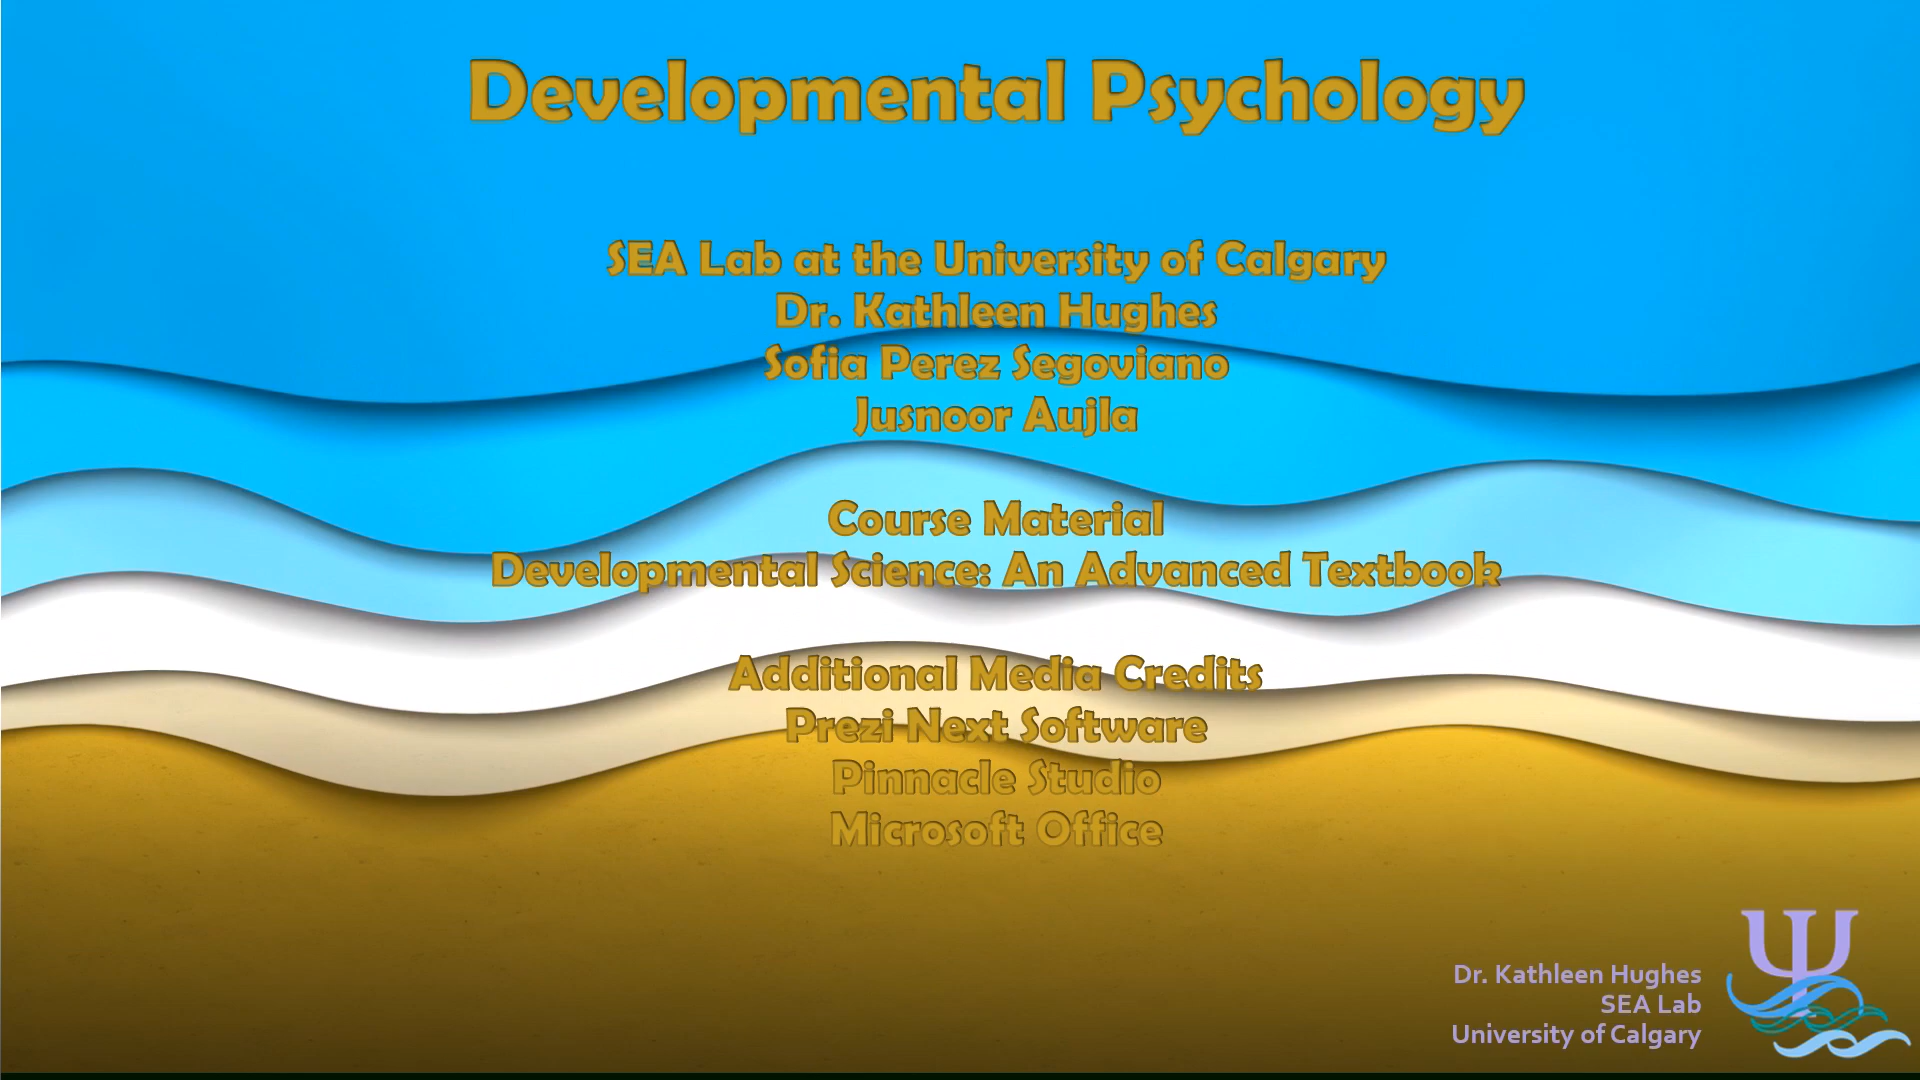 Developmental Psychology
SEA Lab at the University of Calgary
Dr. Kathleen Hughes
Sofia Perez Segoviano
Jusnoor Aujla
Course Material
Developmental Science: An Advanced Textbook
Additional Media Credits
Prezi Next Software
Pinnacle Studio
Microsoft Office
Dr. Kathleen Hughes
SEA Lab
University of Calgary